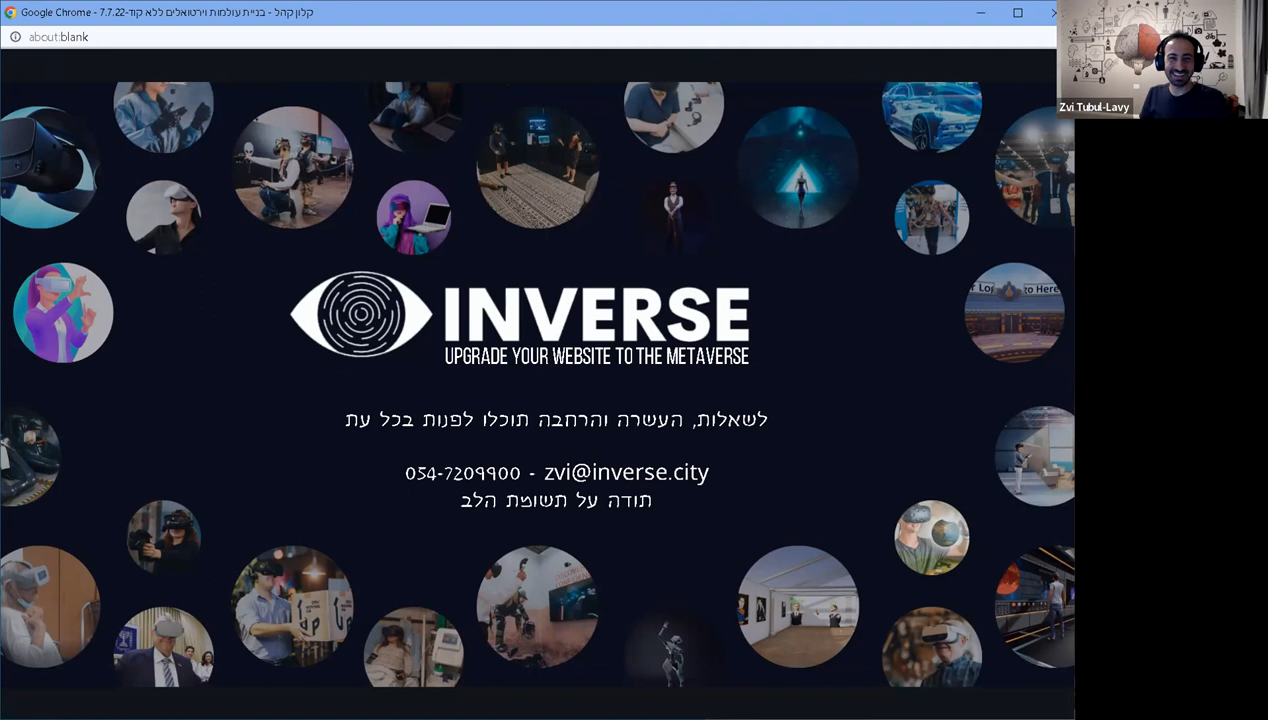 קלון קהל - בניית עולמות וירטואלים ללא קוד-7.7.22 - Google Chrome
about:blank
Zvi Tubul-Lavy
INVERSE
UPGRADE YOUR WEBSITE TO THE METAVERSE
לשאלות, העשרה והרחבה תוכלו לפנות בכל עת
054-7209900 - zvi@inverse.city
תודה על תשומת הלב